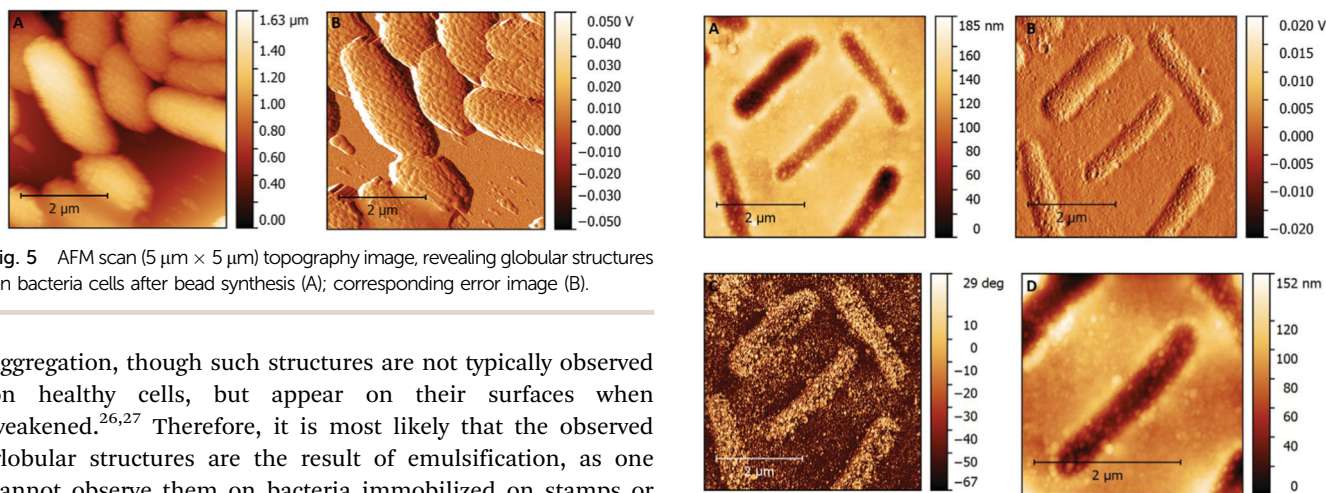 A
1.63 µm
1.40
1.20
1.00
0.80
0.60
0.40
0.00
2 µm
B
0.050 V
0.040
0.030
0.020
0.010
0.000
−0.010
−0.020
−0.030
−0.050
2 µm
ig. 5 AFM scan (5 µm × 5 µm) topography image, revealing globular structures
n bacteria cells after bead synthesis (A); corresponding error image (B).
ggregation, though such structures are not typically observed
on healthy cells, but appear on their surfaces when
weakened.26,27 Therefore, it is most likely that the observed
globular structures are the result of emulsification, as one
cannot observe them on bacteria immobilized on stamps or
A
185 nm
160
140
120
100
80
60
40
0
2 µm
B
0.020 V
0.015
0.010
0.005
0.000
−0.005
−0.010
−0.020
2 µm
C
29 deg
10
0
−10
−20
−30
−40
−50
−67
2 µm
D
152 nm
120
100
80
60
40
0
2 µm